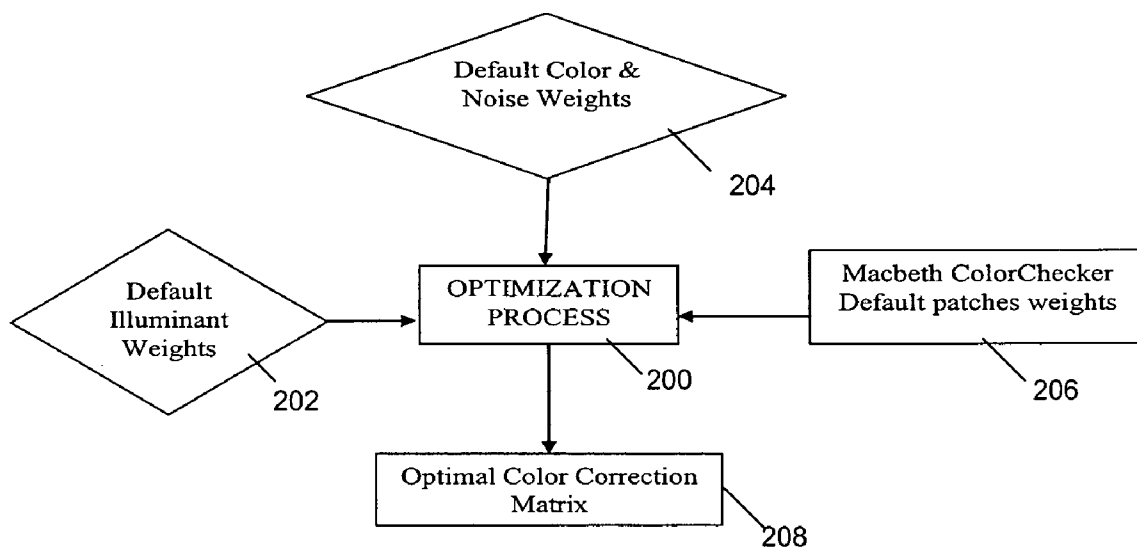 Default Color &
Noise Weights
204
Default
Illuminant
Weights
202
OPTIMIZATION
PROCESS
200
Macbeth ColorChecker
Default patches weights
206
Optimal Color Correction
Matrix
208